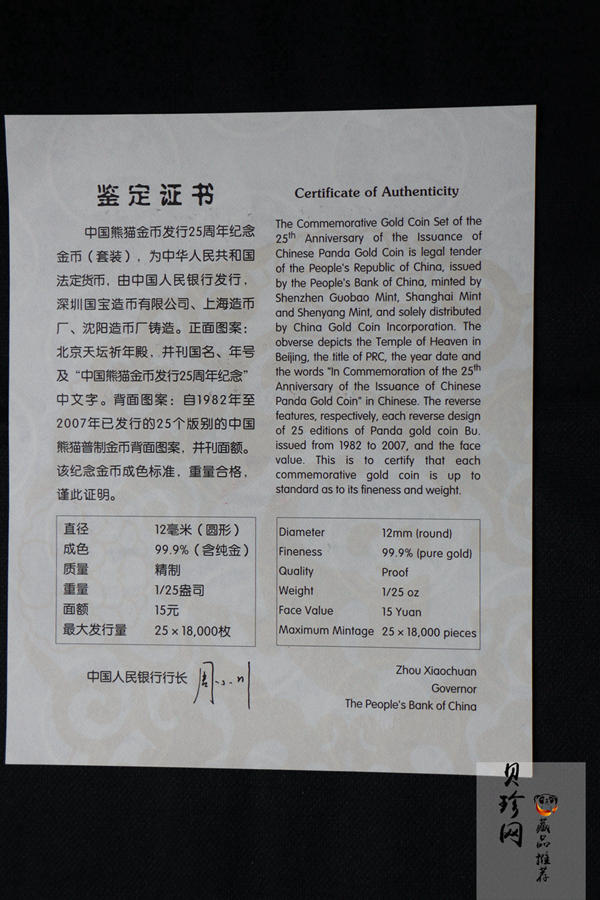 鉴定证书
中国熊猫金币发行25周年纪念
金币（套装），为中华人民共和国
法定货币，由中国人民银行发行，
深圳国宝造币有限公司、上海造币
厂、沈阳造币厂铸造。正面图案：
北京天坛祈年殿，并刊国名、年号
及“中国熊猫金币发行25周年纪念”
中文字。背面图案：自1982年至
2007年已发行的25个版别的中国
熊猫普制金币背面图案，并刊面额。
该纪念金币成色标准，重量合格，
谨此证明。
直径 12毫米（圆形）
成色 99.9%（含纯金）
质量 精制
重量 1/25盎司
面额 15元
最大发行量 25×18,000枚
中国人民银行行长 周小川
Certificate of Authenticity
The Commemorative Gold Coin Set of the
25th Anniversary of the Issuance of
Chinese Panda Gold Coin is legal tender
of the People's Republic of China, issued
by the People's Bank of China, minted by
Shenzhen Guobao Mint, Shanghai Mint
and Shenyang Mint, and solely distributed
by China Gold Coin Incorporation. The
obverse depicts the Temple of Heaven in
Beijing, the title of PRC, the year date and
the words "In Commemoration of the 25th
Anniversary of the Issuance of Chinese
Panda Gold Coin" in Chinese. The reverse
features, respectively, each reverse design
of 25 editions of Panda gold coin Bu.
issued from 1982 to 2007, and the face
value. This is to certify that each
commemorative gold coin is up to
standard as to its fineness and weight.
Diameter 12mm (round)
Fineness 99.9% (pure gold)
Quality Proof
Weight 1/25 oz
Face Value 15 Yuan
Maximum Mintage 25×18,000 pieces
Zhou Xiaochuan
Governor
The People's Bank of China
贝珍网
藏品推荐